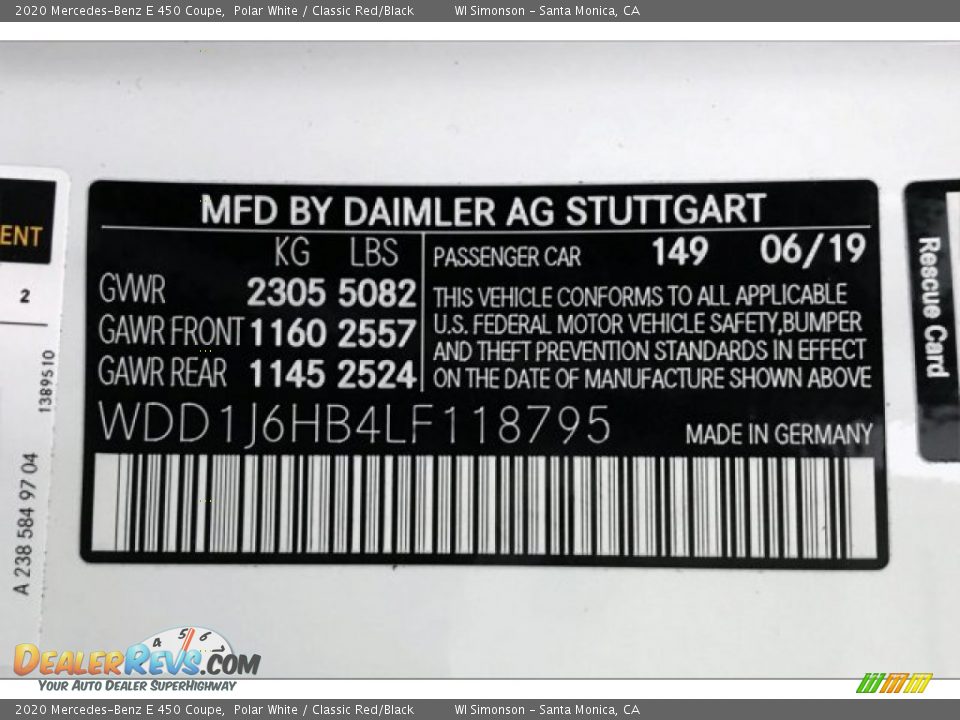 2020 Mercedes-Benz E 450 Coupe, Polar White / Classic Red/Black WI Simonson - Santa Monica, CA
MFD BY DAIMLER AG STUTTGART
KG LBS
GVWR 2305 5082
GAWR FRONT 1160 2557
GAWR REAR 1145 2524
PASSENGER CAR 149 06/19
THIS VEHICLE CONFORMS TO ALL APPLICABLE
U.S. FEDERAL MOTOR VEHICLE SAFETY,BUMPER
AND THEFT PREVENTION STANDARDS IN EFFECT
ON THE DATE OF MANUFACTURE SHOWN ABOVE
WDD1J6HB4LF118795
MADE IN GERMANY
ENT
2
1389510
A 238 584 97 04
Rescue Card
4 5 6 7
DealerRevs.com
Your Auto Dealer SuperHighway
2020 Mercedes-Benz E 450 Coupe, Polar White / Classic Red/Black WI Simonson - Santa Monica, CA